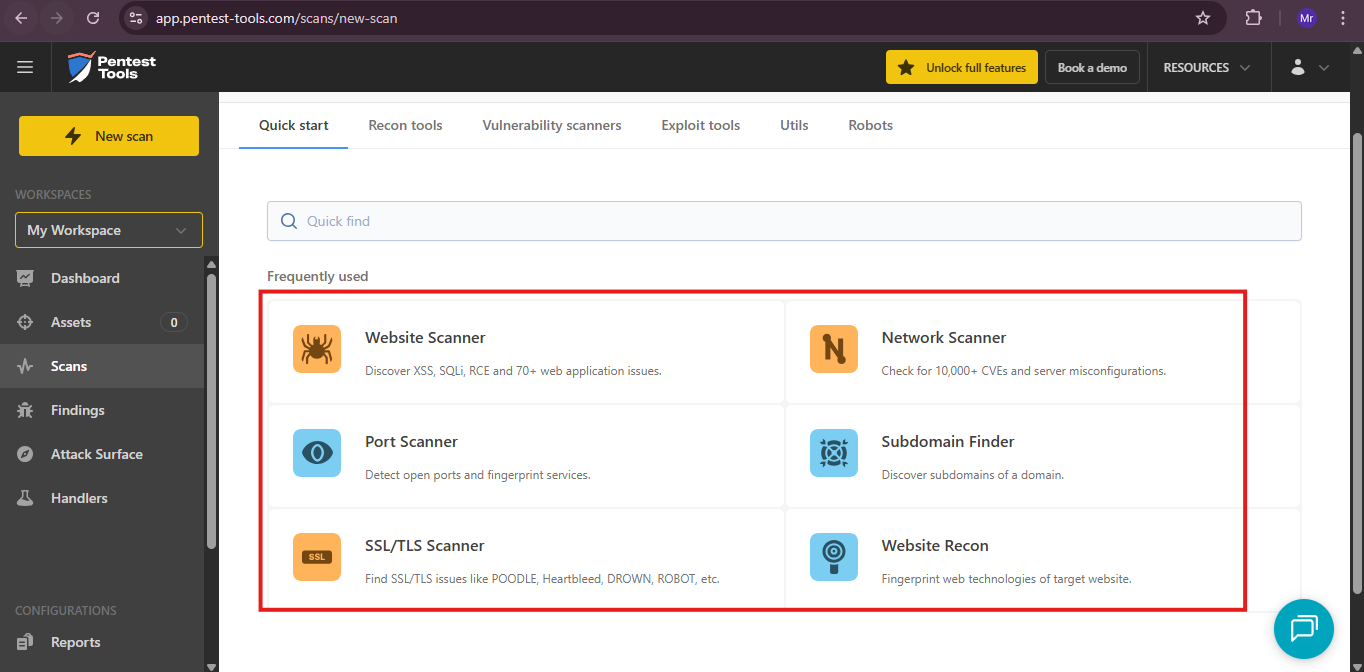 app.pentest-tools.com/scans/new-scan
Mr
Pentest
Tools
Unlock full features
Book a demo
RESOURCES
New scan
WORKSPACES
My Workspace
Dashboard
Assets
0
Scans
Findings
Attack Surface
Handlers
CONFIGURATIONS
Reports
Quick start
Recon tools
Vulnerability scanners
Exploit tools
Utils
Robots
Quick find
Frequently used
Website Scanner
Discover XSS, SQLi, RCE and 70+ web application issues.
N
Network Scanner
Check for 10,000+ CVEs and server misconfigurations.
Port Scanner
Detect open ports and fingerprint services.
Subdomain Finder
Discover subdomains of a domain.
SSL
SSL/TLS Scanner
Find SSL/TLS issues like POODLE, Heartbleed, DROWN, ROBOT, etc.
Website Recon
Fingerprint web technologies of target website.